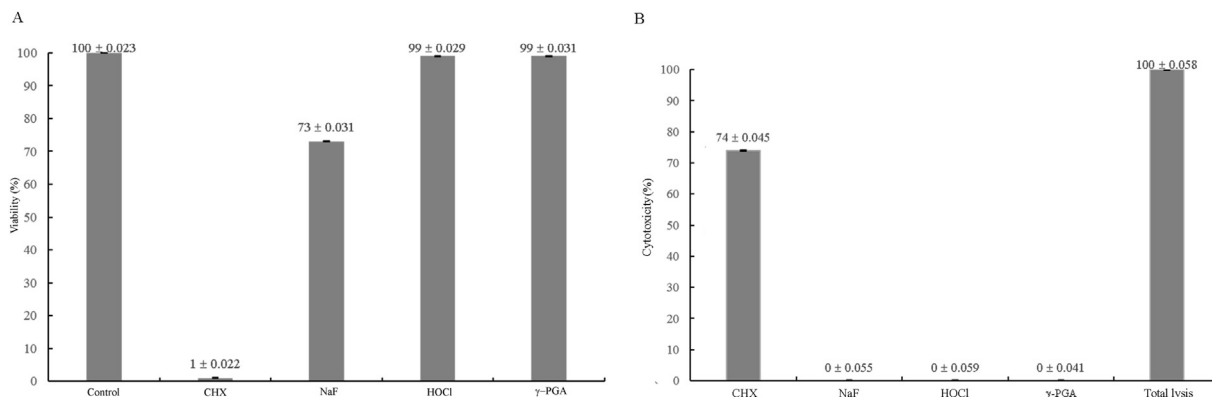 A
100 ± 0.023
99 ± 0.029
99 ± 0.031
73 ± 0.031
1 ± 0.022
Viability (%)
100
90
80
70
60
50
40
30
20
10
0
Control
CHX
NaF
HOCl
γ−PGA
B
100 ± 0.058
74 ± 0.045
0 ± 0.055
0 ± 0.059
0 ± 0.041
Cytotoxicity(%)
100
90
80
70
60
50
40
30
20
10
0
CHX
NaF
HOCl
γ-PGA
Total lysis